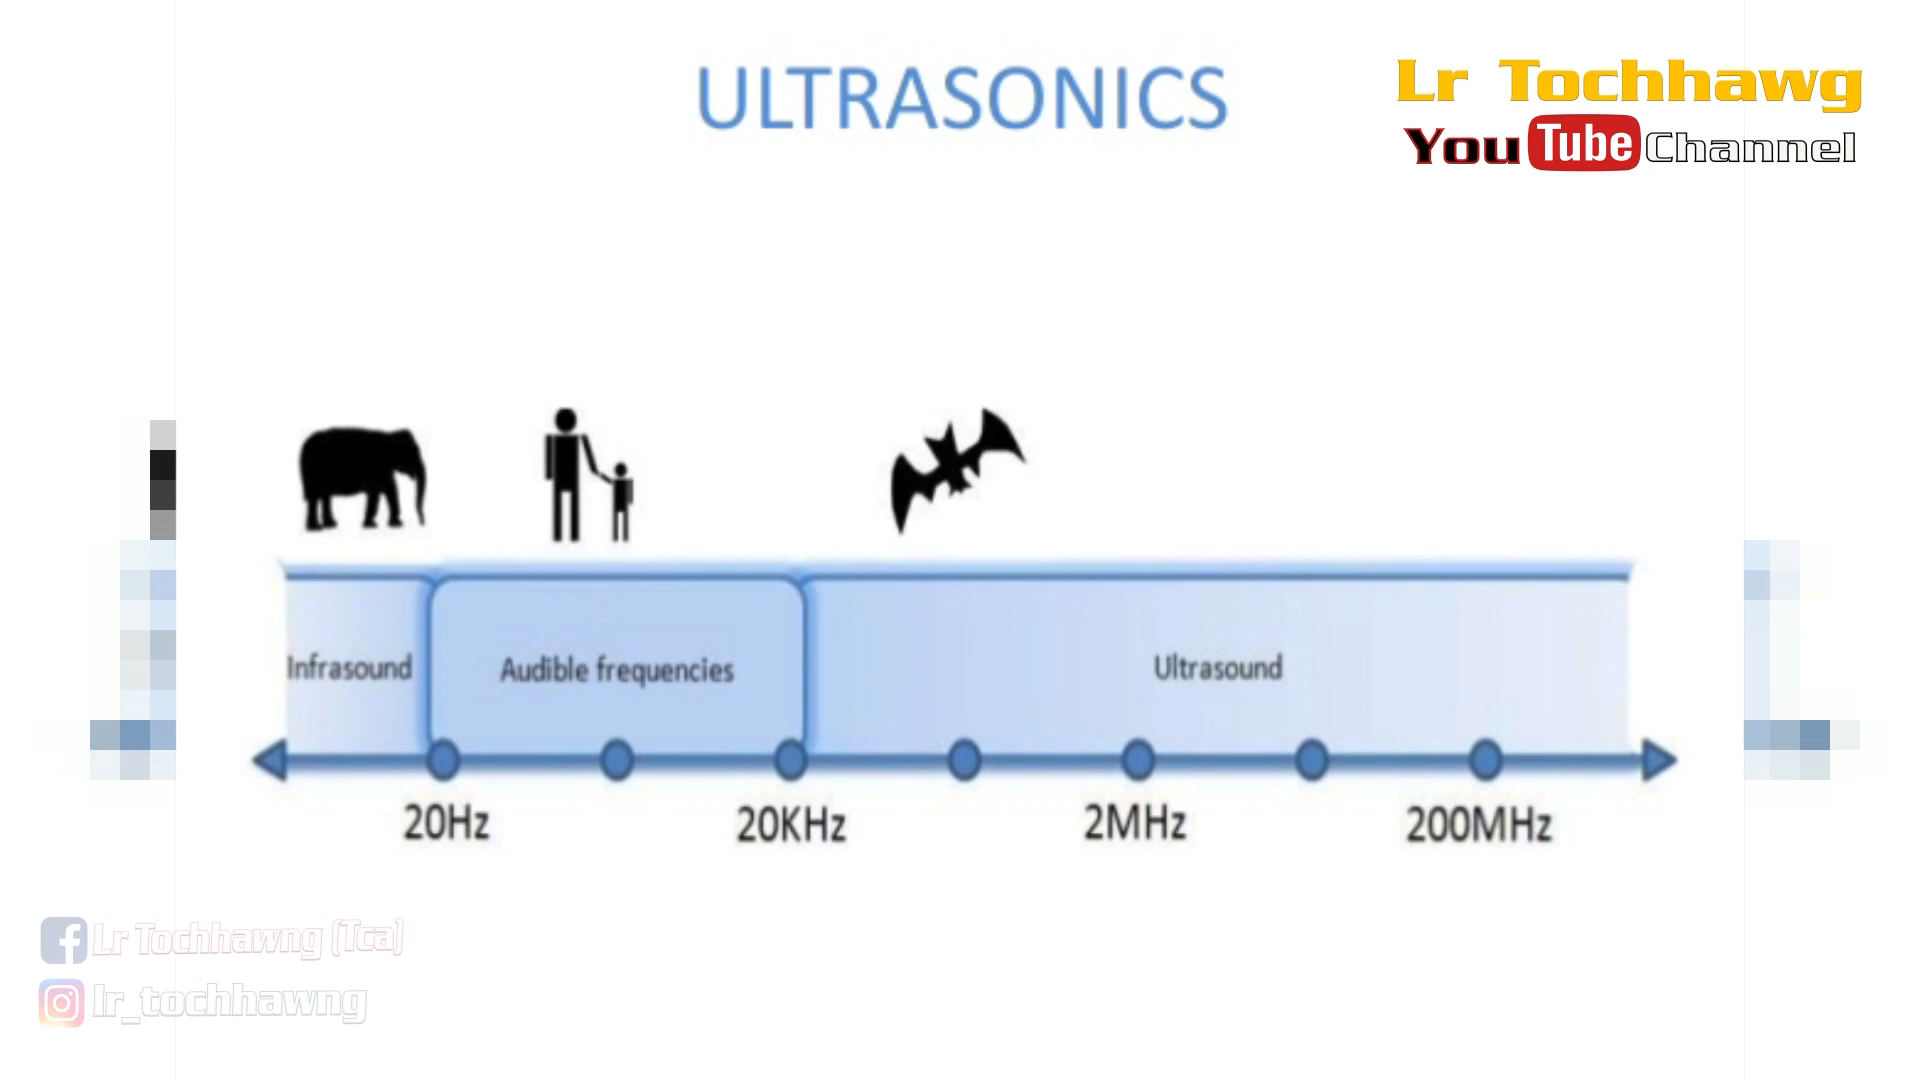 ULTRASONICS
Lr Tochhawg
YouTube Channel
Infrasound
Audible frequencies
Ultrasound
20Hz
20KHz
2MHz
200MHz
Lr Tochhawng (Tca)
lr_tochhawng